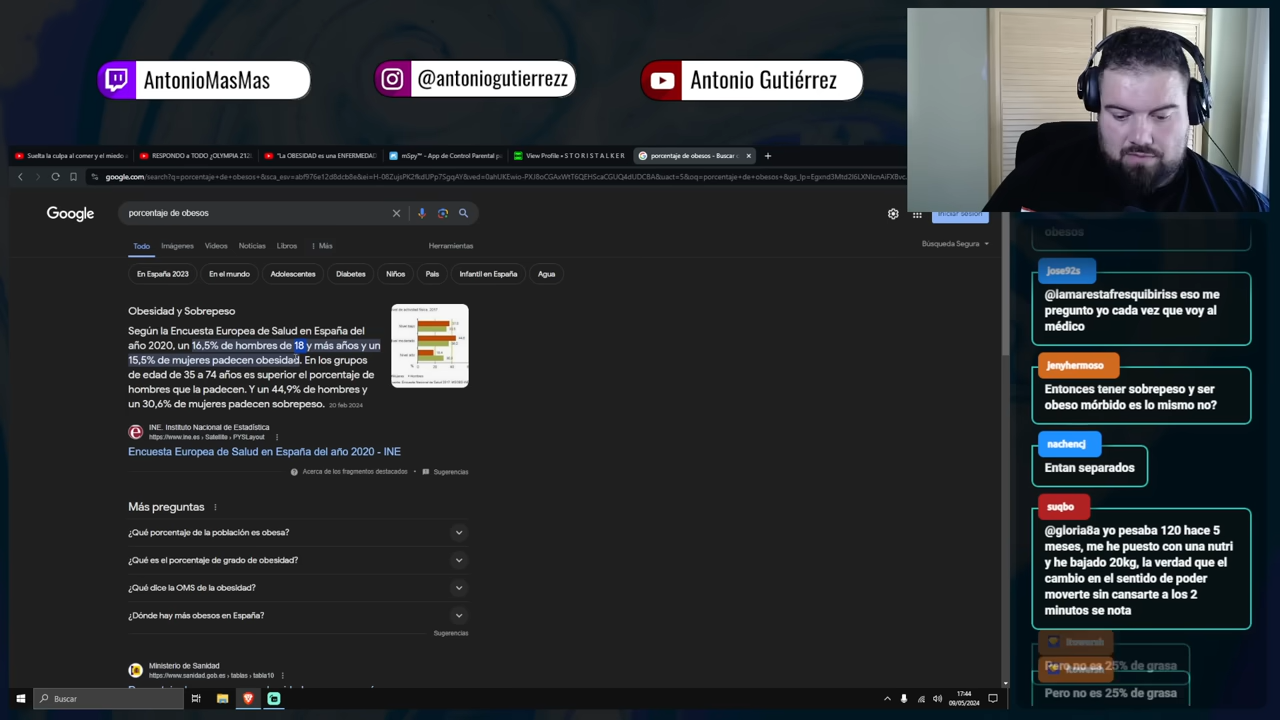 AntonioMasMas
@antoniogutierrezz
Antonio Gutiérrez
Suelta la culpa al comer y el miedo
RESPONDO a TODO ¿OLYMPIA 212
"La OBESIDAD es una ENFERMEDAD
mSpy™ – App de Control Parental p
View Profile • S T O R I S T A L K E R
porcentaje de obesos - Buscar
google.com
Google
porcentaje de obesos
Iniciar sesión
Todo
Imágenes
Vídeos
Noticias
Libros
Más
Herramientas
Búsqueda Segura
En España 2023
En el mundo
Adolescentes
Diabetes
Niños
País
Infantil en España
Agua
Obesidad y Sobrepeso
Según la Encuesta Europea de Salud en España del
año 2020, un 16,5% de hombres de 18 y más años y un
15,5% de mujeres padecen obesidad. En los grupos
de edad de 35 a 74 años es superior el porcentaje de
hombres que la padecen. Y un 44,9% de hombres y
un 30,6% de mujeres padecen sobrepeso. 20 feb 2024
INE. Instituto Nacional de Estadística
https://www.ine.es › Satellite › PYSLayout
Encuesta Europea de Salud en España del año 2020 - INE
Acerca de los fragmentos destacados
Sugerencias
Más preguntas
¿Qué porcentaje de la población es obesa?
¿Qué es el porcentaje de grado de obesidad?
¿Qué dice la OMS de la obesidad?
¿Dónde hay más obesos en España?
Sugerencias
Ministerio de Sanidad
https://www.sanidad.gob.es › tablas › tabla10
Buscar
17:44
09/05/2024
obesos
jose92s
@lamarestafresquibiriss eso me
pregunto yo cada vez que voy al
médico
jenyhermoso
Entonces tener sobrepeso y ser
obeso mórbido es lo mismo no?
nachencj
Entan separados
suqbo
@gloria8a yo pesaba 120 hace 5
meses, me he puesto con una nutri
y he bajado 20kg, la verdad que el
cambio en el sentido de poder
moverte sin cansarte a los 2
minutos se nota
Pero no es 25% de grasa
Pero no es 25% de grasa